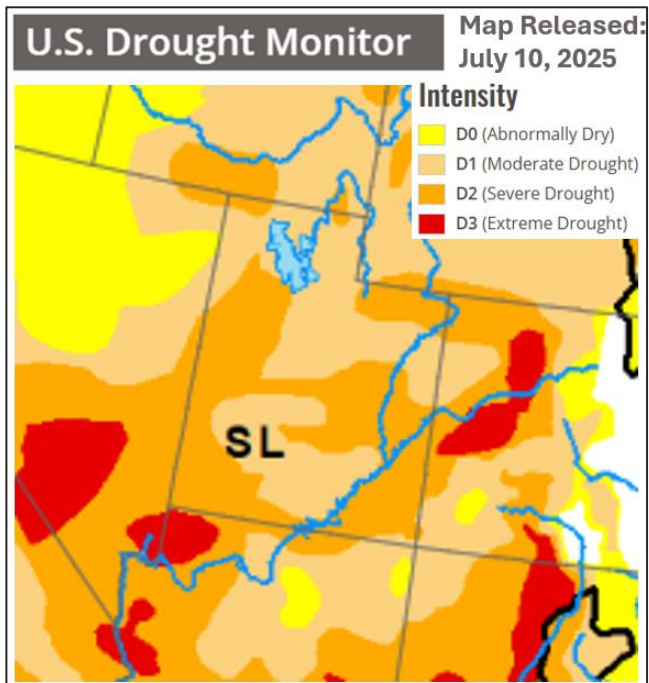 U.S. Drought Monitor
Map Released:
July 10, 2025
Intensity
D0 (Abnormally Dry)
D1 (Moderate Drought)
D2 (Severe Drought)
D3 (Extreme Drought)
SL